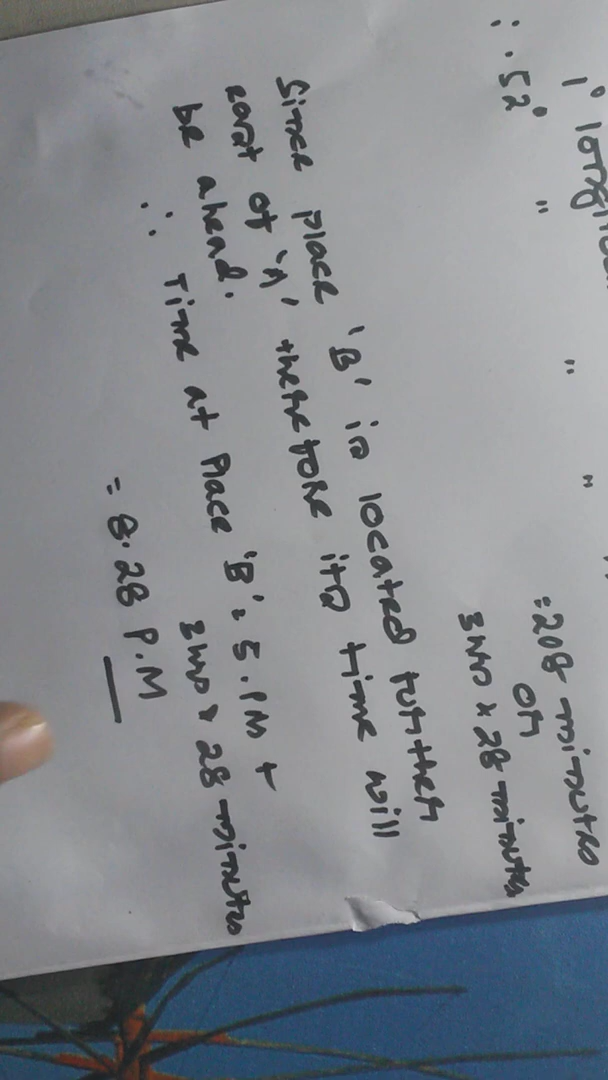 1° longitude
∴ 52° " " " =208 minutes
or
3 hrs & 28 minutes
Since place 'B' is located further
east of 'A' therefore its time will
be ahead.
∴ Time at Place 'B' = 5.PM +
3 hrs & 28 minutes
= 8.28 P.M